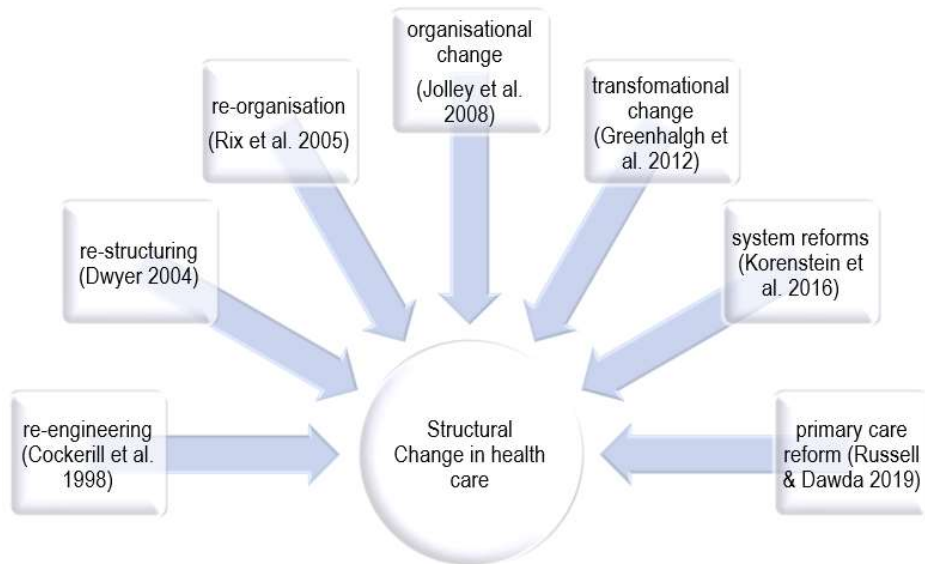 re-engineering
(Cockerill et al.
1998)
re-structuring
(Dwyer 2004)
re-organisation
(Rix et al. 2005)
organisational
change
(Jolley et al.
2008)
transfomational
change
(Greenhalgh et
al. 2012)
system reforms
(Korenstein et
al. 2016)
primary care
reform (Russell
& Dawda 2019)
Structural
Change in health
care